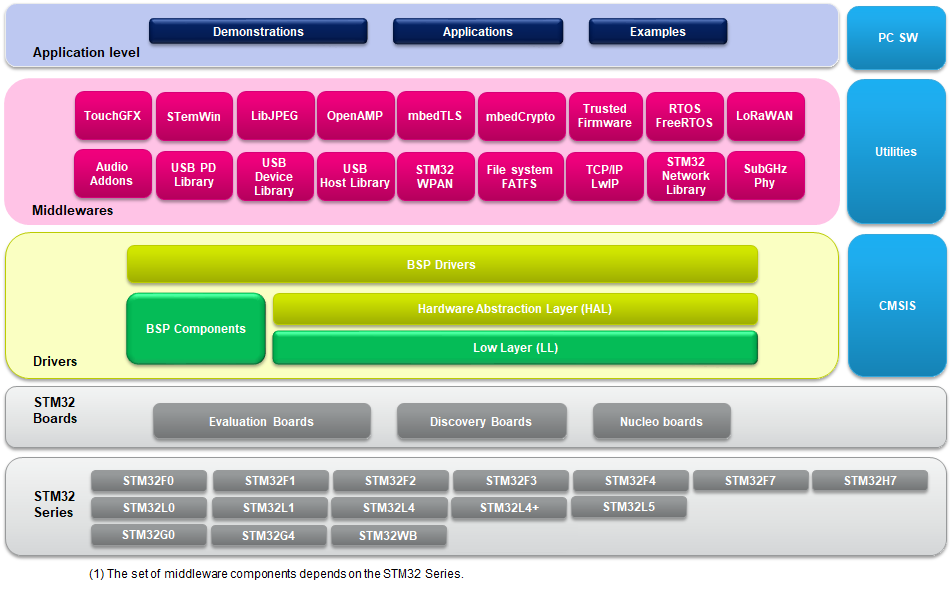 Demonstrations
Applications
Examples
PC SW
Application level
TouchGFX
STemWin
LibJPEG
OpenAMP
mbedTLS
mbedCrypto
Trusted
Firmware
RTOS
FreeRTOS
LoRaWAN
Utilities
Audio
Addons
USB PD
Library
USB
Device
Library
USB
Host Library
STM32
WPAN
File system
FATFS
TCP/IP
LwIP
STM32
Network
Library
SubGHz
Phy
Middlewares
BSP Drivers
CMSIS
BSP Components
Hardware Abstraction Layer (HAL)
Low Layer (LL)
Drivers
STM32
Boards
Evaluation Boards
Discovery Boards
Nucleo boards
STM32
Series
STM32F0
STM32F1
STM32F2
STM32F3
STM32F4
STM32F7
STM32H7
STM32L0
STM32L1
STM32L4
STM32L4+
STM32L5
STM32G0
STM32G4
STM32WB
(1) The set of middleware components depends on the STM32 Series.